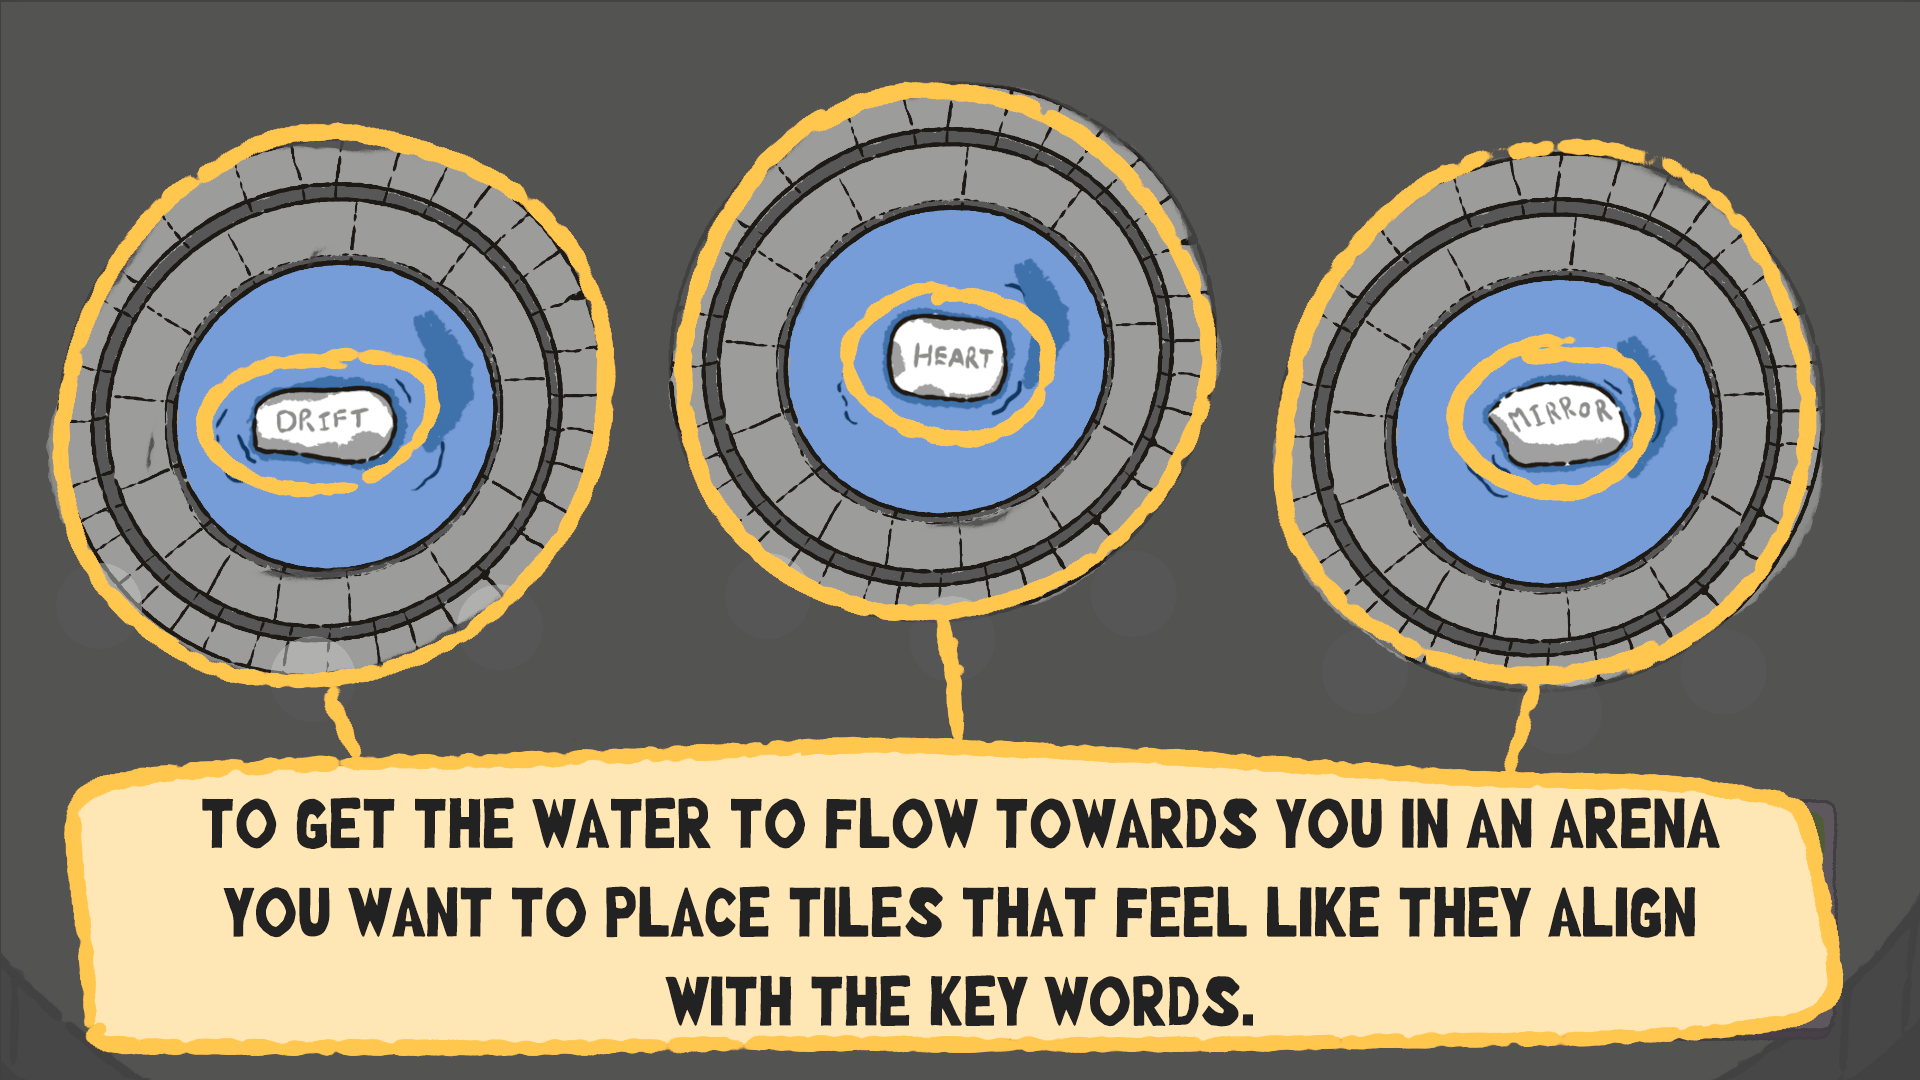 DRIFT
HEART
MIRROR
TO GET THE WATER TO FLOW TOWARDS YOU IN AN ARENA
YOU WANT TO PLACE TILES THAT FEEL LIKE THEY ALIGN
WITH THE KEY WORDS.